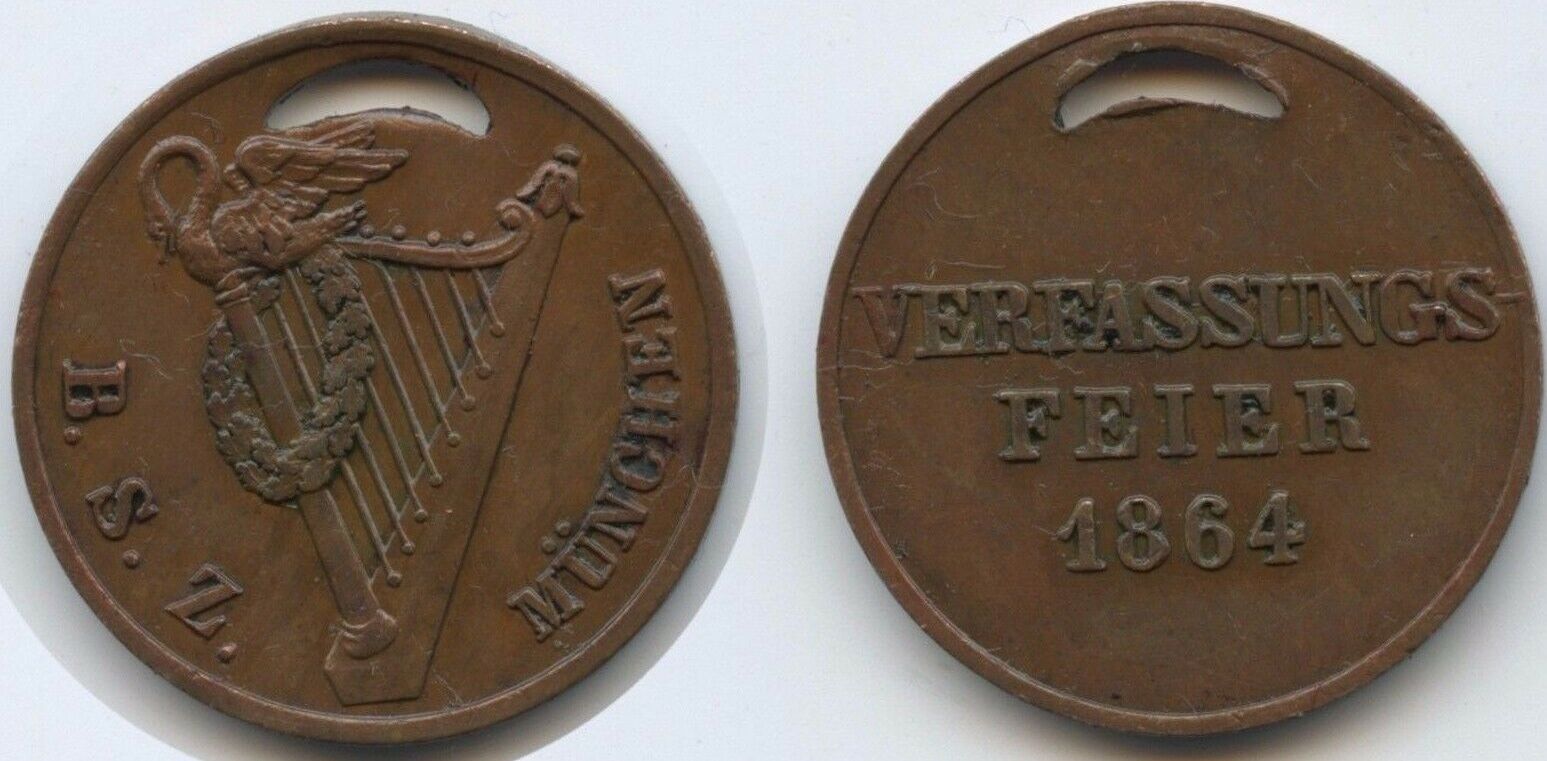 B. S. Z. MÜNCHEN
VERFASSUNGS-
FEIER
1864